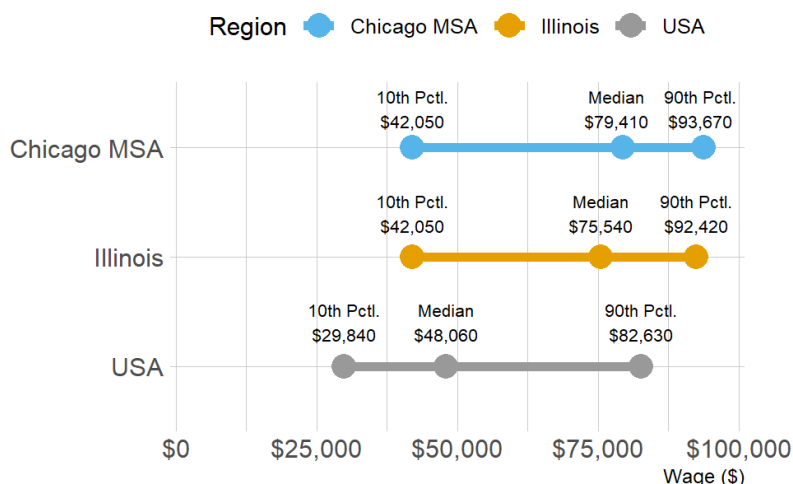 Region Chicago MSA Illinois USA
10th Pctl. Median 90th Pctl.
$42,050 $79,410 $93,670
Chicago MSA
10th Pctl. Median 90th Pctl.
$42,050 $75,540 $92,420
Illinois
10th Pctl. Median 90th Pctl.
$29,840 $48,060 $82,630
USA
$0 $25,000 $50,000 $75,000 $100,000
Wage ($)